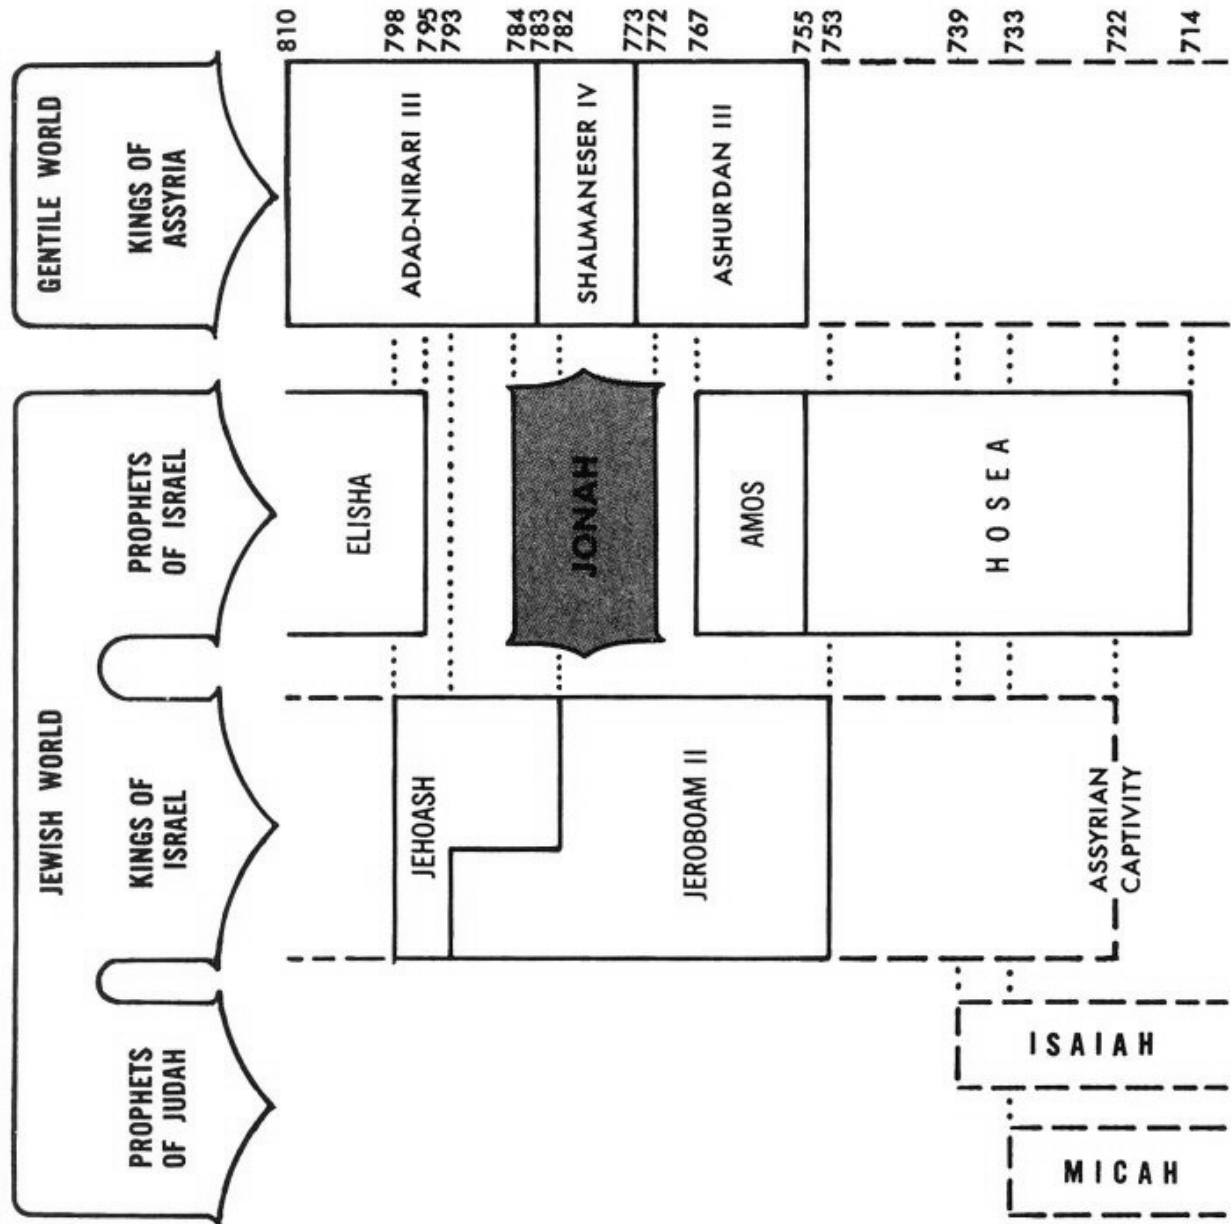 810
798
795
793
784
783
782
773
772
767
755
753
739
733
722
714
GENTILE WORLD
KINGS OF
ASSYRIA
ADAD-NIRARI III
SHALMANESER IV
ASHURDAN III
JEWISH WORLD
PROPHETS
OF ISRAEL
ELISHA
JONAH
AMOS
HOSEA
KINGS OF
ISRAEL
JEHOASH
JEROBOAM II
ASSYRIAN
CAPTIVITY
PROPHETS
OF JUDAH
ISAIAH
MICAH